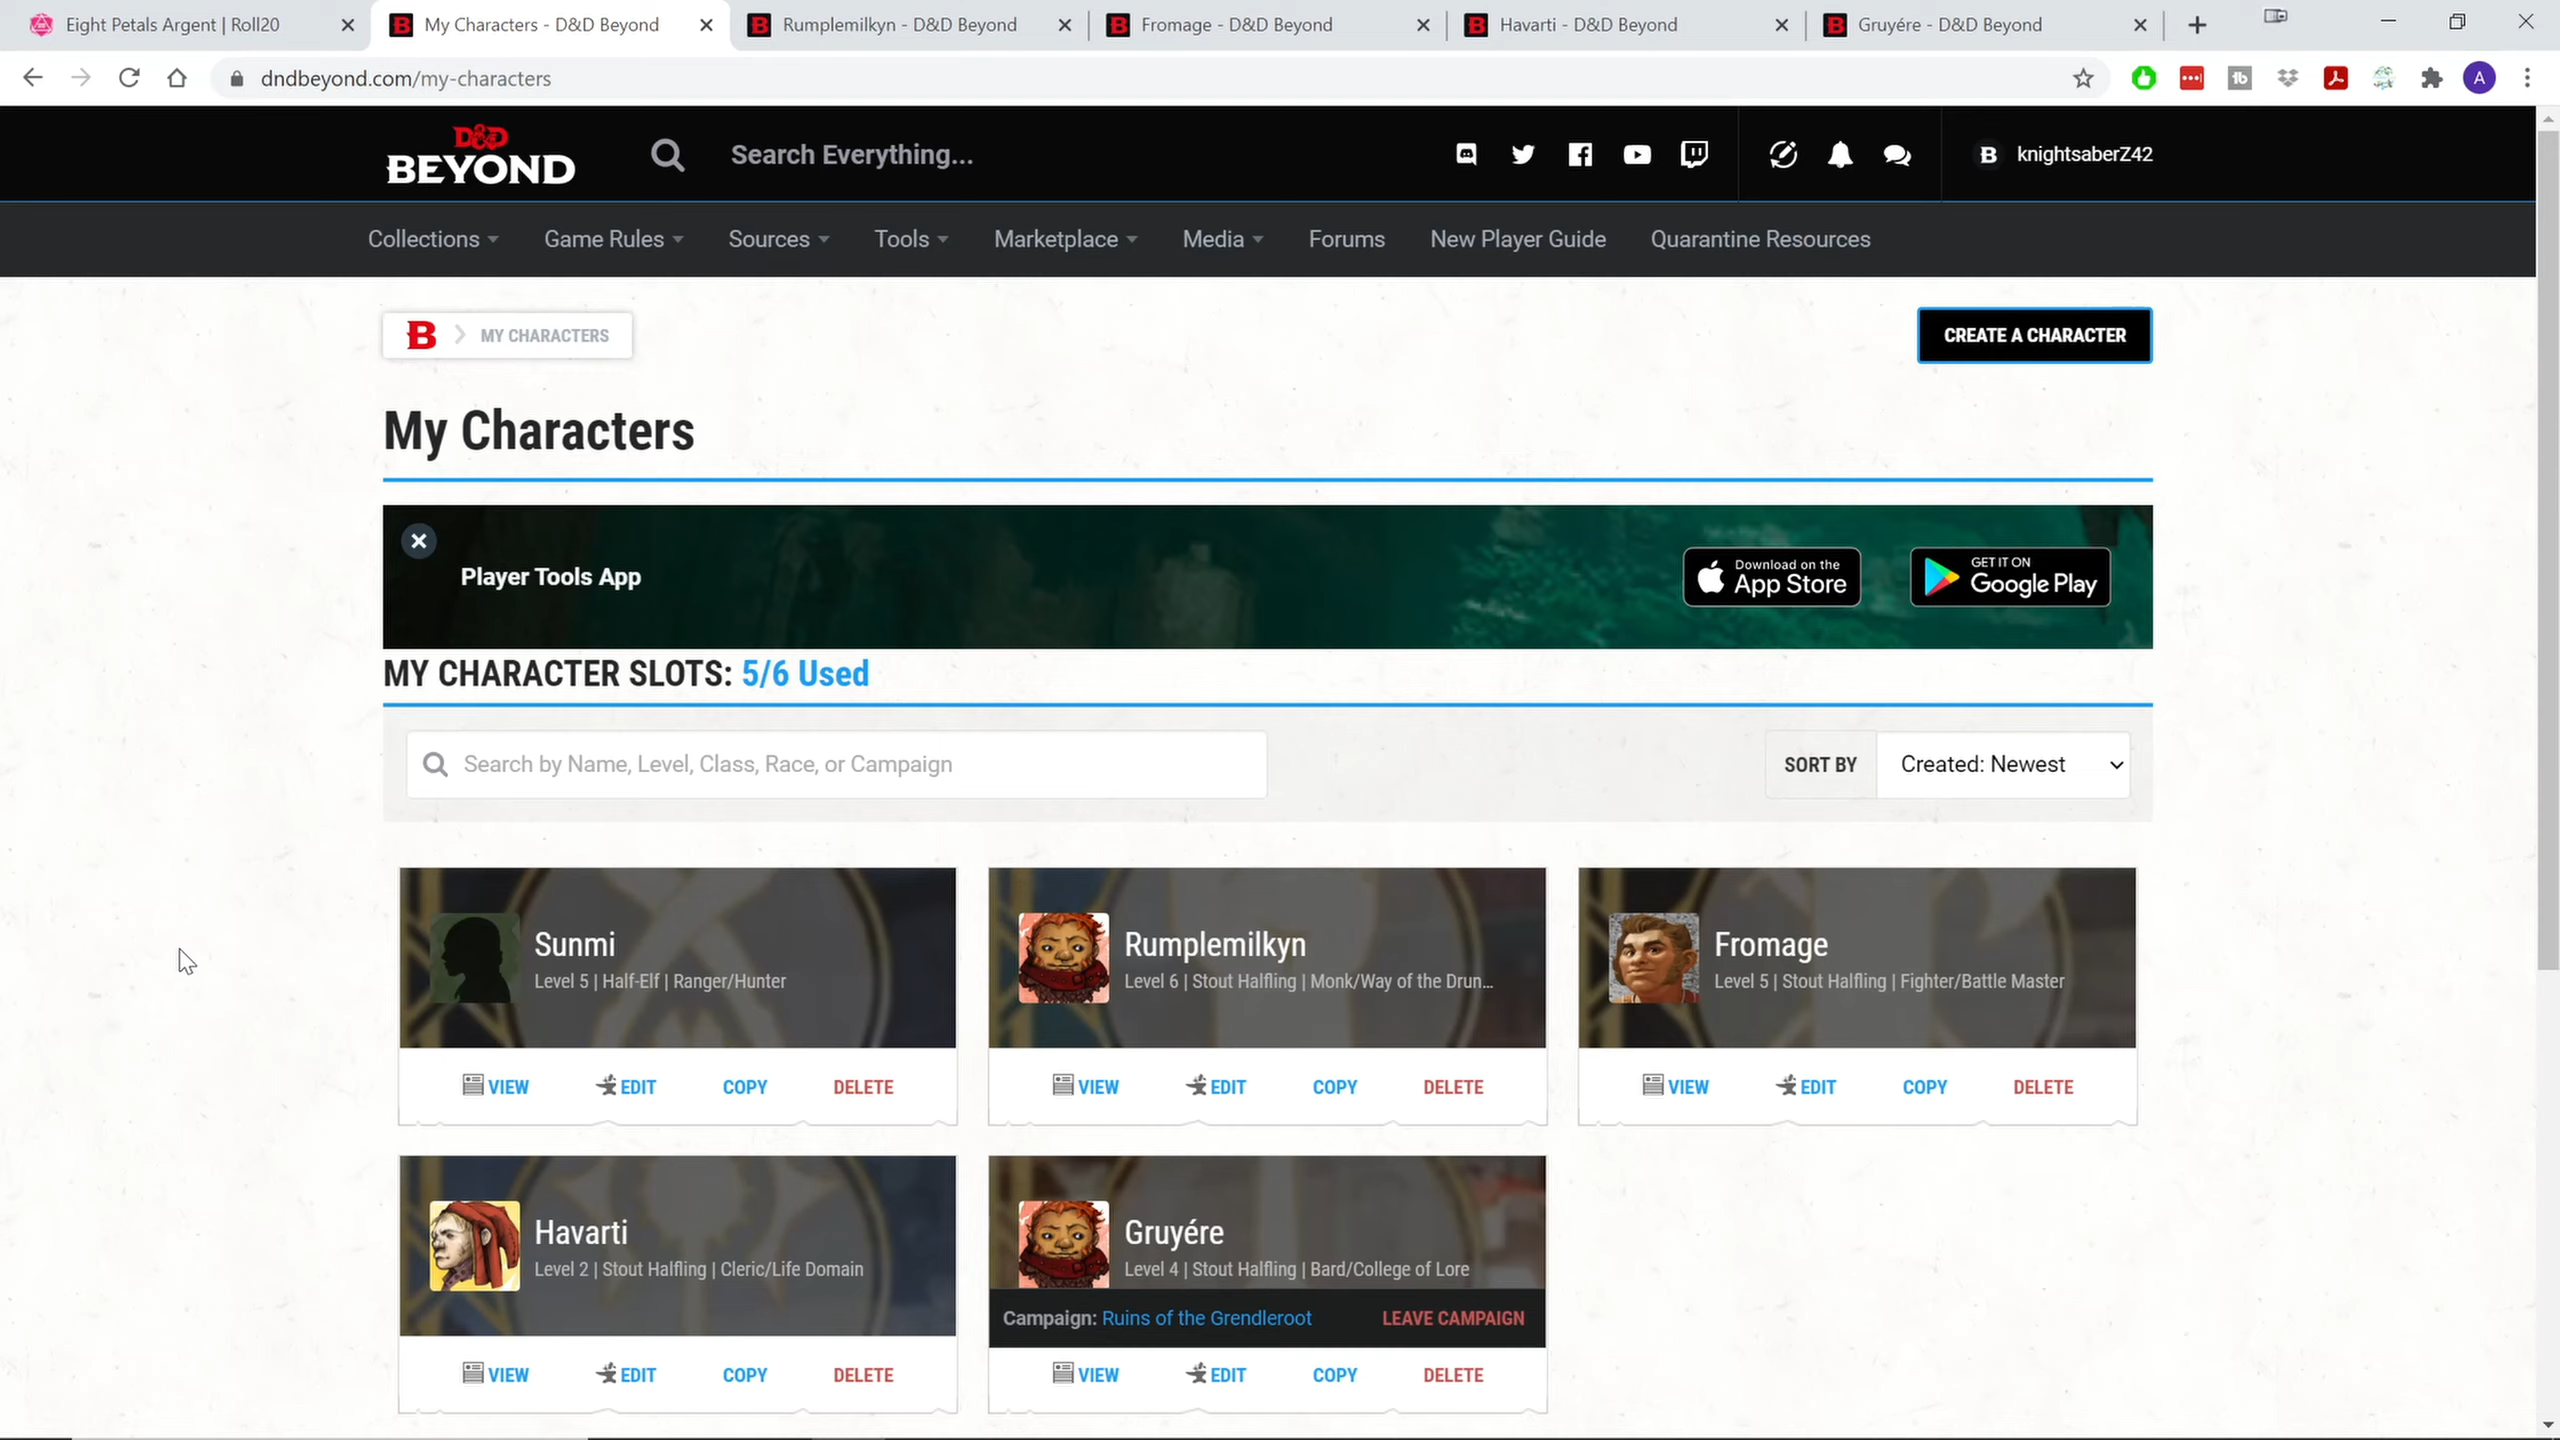 Eight Petals Argent | Roll20
My Characters - D&D Beyond
Rumplemilkyn - D&D Beyond
Fromage - D&D Beyond
Havarti - D&D Beyond
Gruyére - D&D Beyond
dndbeyond.com/my-characters
A
D&D
BEYOND
Search Everything...
B knightsaberZ42
Collections
Game Rules
Sources
Tools
Marketplace
Media
Forums
New Player Guide
Quarantine Resources
B MY CHARACTERS
CREATE A CHARACTER
My Characters
Player Tools App
Download on the
App Store
GET IT ON
Google Play
MY CHARACTER SLOTS: 5/6 Used
Search by Name, Level, Class, Race, or Campaign
SORT BY
Created: Newest
Sunmi
Level 5 | Half-Elf | Ranger/Hunter
VIEW EDIT COPY DELETE
Rumplemilkyn
Level 6 | Stout Halfling | Monk/Way of the Drun...
VIEW EDIT COPY DELETE
Fromage
Level 5 | Stout Halfling | Fighter/Battle Master
VIEW EDIT COPY DELETE
Havarti
Level 2 | Stout Halfling | Cleric/Life Domain
VIEW EDIT COPY DELETE
Gruyére
Level 4 | Stout Halfling | Bard/College of Lore
Campaign: Ruins of the Grendleroot LEAVE CAMPAIGN
VIEW EDIT COPY DELETE